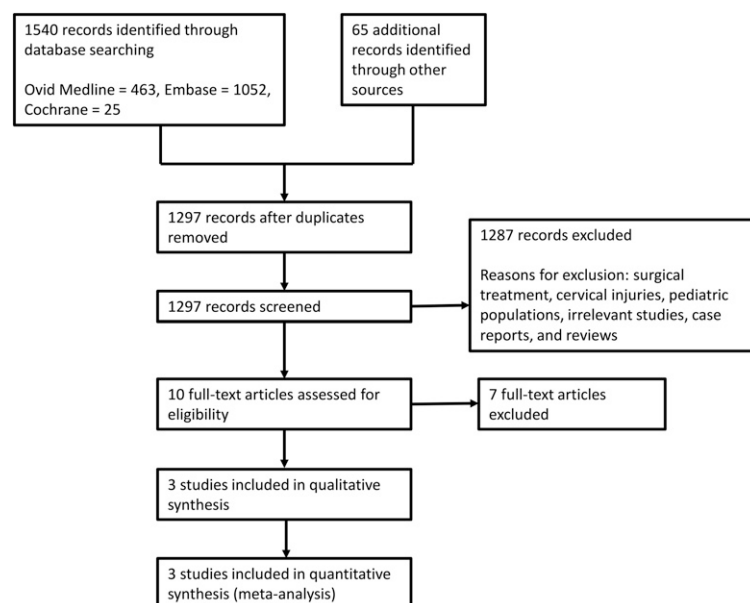 1540 records identified through
database searching
Ovid Medline = 463, Embase = 1052,
Cochrane = 25
65 additional
records identified
through other
sources
1297 records after duplicates
removed
1287 records excluded
Reasons for exclusion: surgical
treatment, cervical injuries, pediatric
populations, irrelevant studies, case
reports, and reviews
1297 records screened
10 full-text articles assessed for
eligibility
7 full-text articles
excluded
3 studies included in qualitative
synthesis
3 studies included in quantitative
synthesis (meta-analysis)